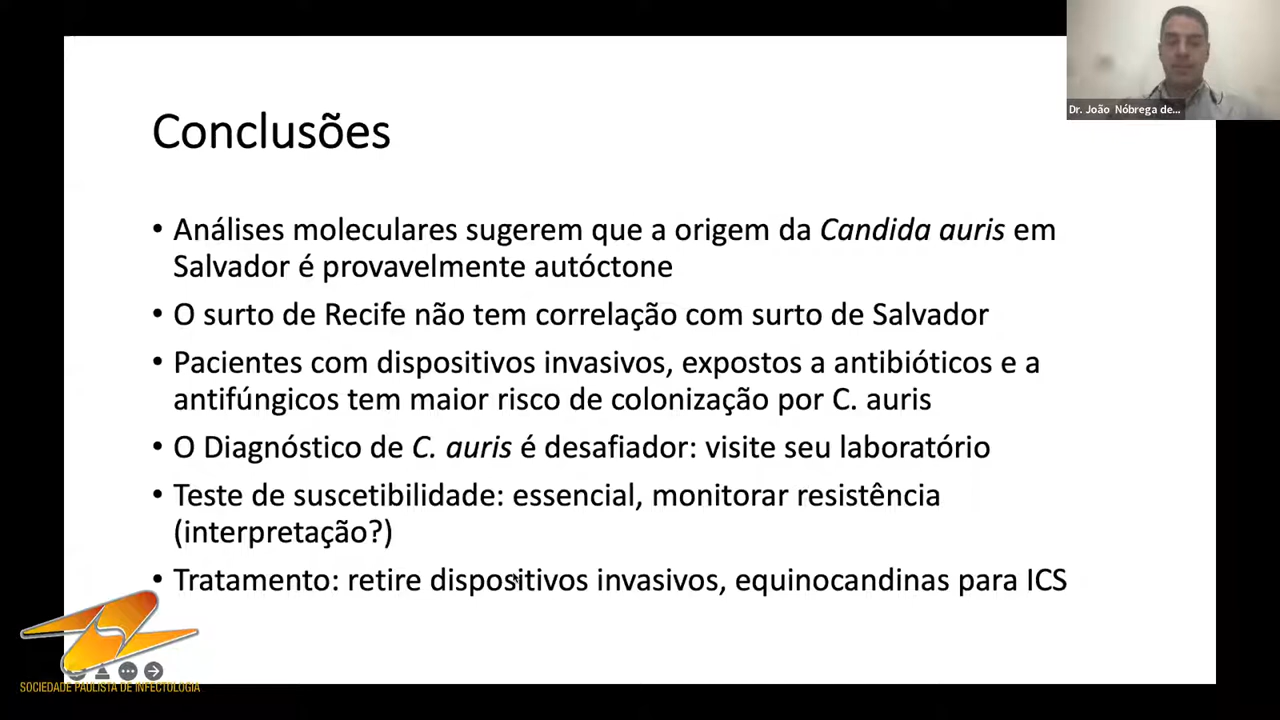 Dr. João Nóbrega de...
Conclusões
• Análises moleculares sugerem que a origem da Candida auris em
Salvador é provavelmente autóctone
• O surto de Recife não tem correlação com surto de Salvador
• Pacientes com dispositivos invasivos, expostos a antibióticos e a
antifúngicos tem maior risco de colonização por C. auris
• O Diagnóstico de C. auris é desafiador: visite seu laboratório
• Teste de suscetibilidade: essencial, monitorar resistência
(interpretação?)
• Tratamento: retire dispositivos invasivos, equinocandinas para ICS
SOCIEDADE PAULISTA DE INFECTOLOGIA